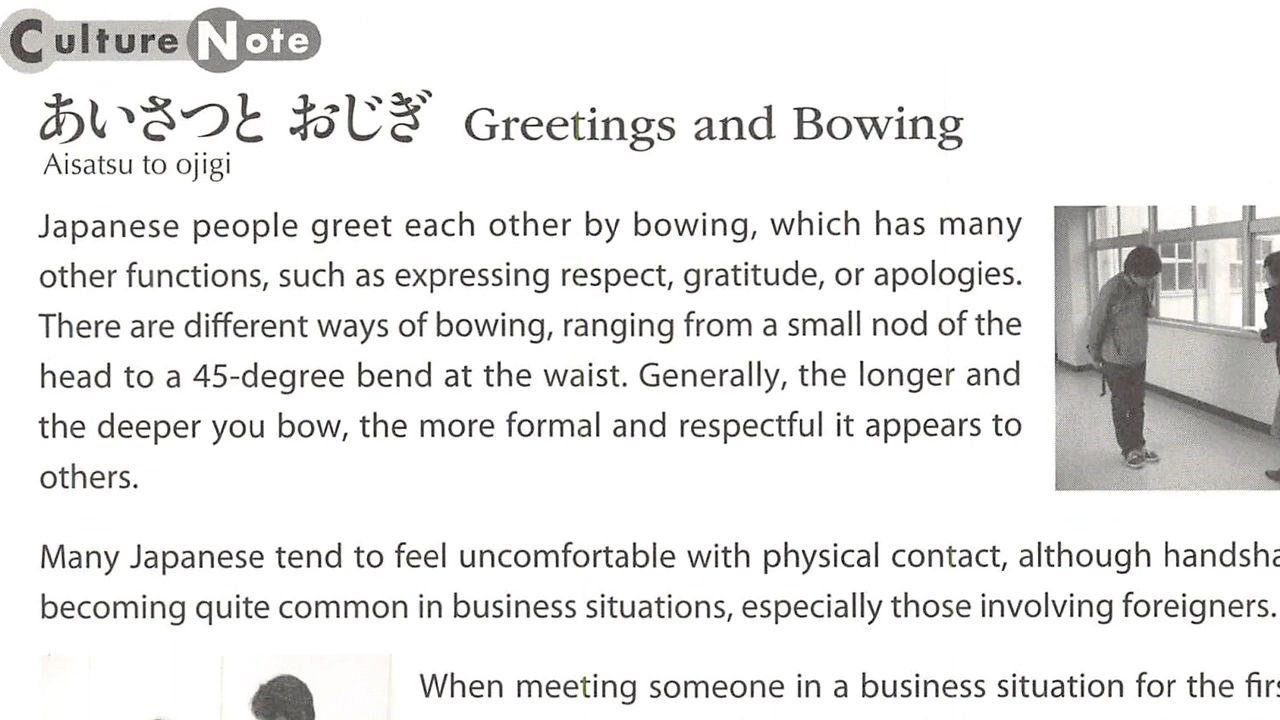 Culture Note
あいさつと おじぎ Greetings and Bowing
Aisatsu to ojigi
Japanese people greet each other by bowing, which has many
other functions, such as expressing respect, gratitude, or apologies.
There are different ways of bowing, ranging from a small nod of the
head to a 45-degree bend at the waist. Generally, the longer and
the deeper you bow, the more formal and respectful it appears to
others.
Many Japanese tend to feel uncomfortable with physical contact, although
becoming quite common in business situations, especially those involving foreigners.
When meeting someone in a business situation for the